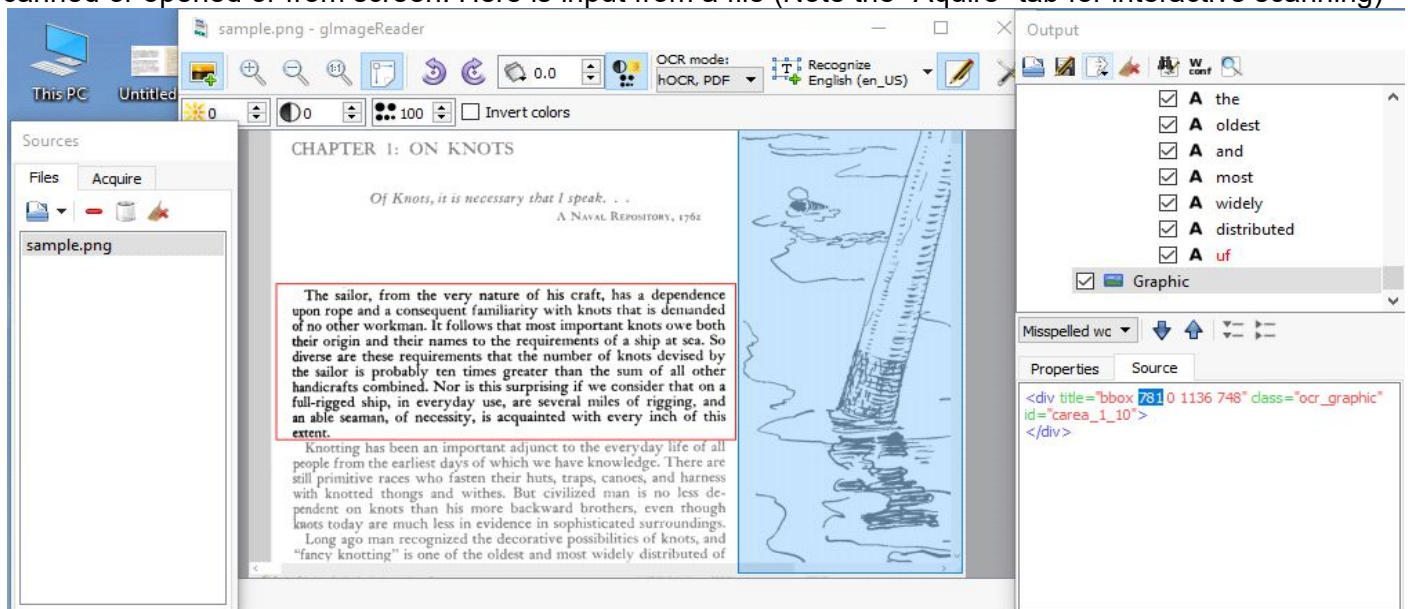 canned or opened or from screen. Here is input from a file (Note the "Aquire" tab for interactive scanning)
This PC
Untitled
sample.png - gImageReader
0.0
OCR mode:
hOCR, PDF
Recognize
English (en_US)
0
0
100
Invert colors
Sources
Files
Acquire
sample.png
CHAPTER 1: ON KNOTS
Of Knots, it is necessary that I speak. . .
A NAVAL REPOSITORY, 1762
The sailor, from the very nature of his craft, has a dependence
upon rope and a consequent familiarity with knots that is demanded
of no other workman. It follows that most important knots owe both
their origin and their names to the requirements of a ship at sea. So
diverse are these requirements that the number of knots devised by
the sailor is probably ten times greater than the sum of all other
handicrafts combined. Nor is this surprising if we consider that on a
full-rigged ship, in everyday use, are several miles of rigging, and
an able seaman, of necessity, is acquainted with every inch of this
extent.
Knotting has been an important adjunct to the everyday life of all
people from the earliest days of which we have knowledge. There are
still primitive races who fasten their huts, traps, canoes, and harness
with knotted thongs and withes. But civilized man is no less de-
pendent on knots than his more backward brothers, even though
knots today are much less in evidence in sophisticated surroundings.
Long ago man recognized the decorative possibilities of knots, and
"fancy knotting" is one of the oldest and most widely distributed of
Output
W conf
A the
A oldest
A and
A most
A widely
A distributed
A uf
Graphic
Misspelled wc
Properties
Source
<div title="bbox 781 0 1136 748" class="ocr_graphic"
id="carea_1_10">
</div>